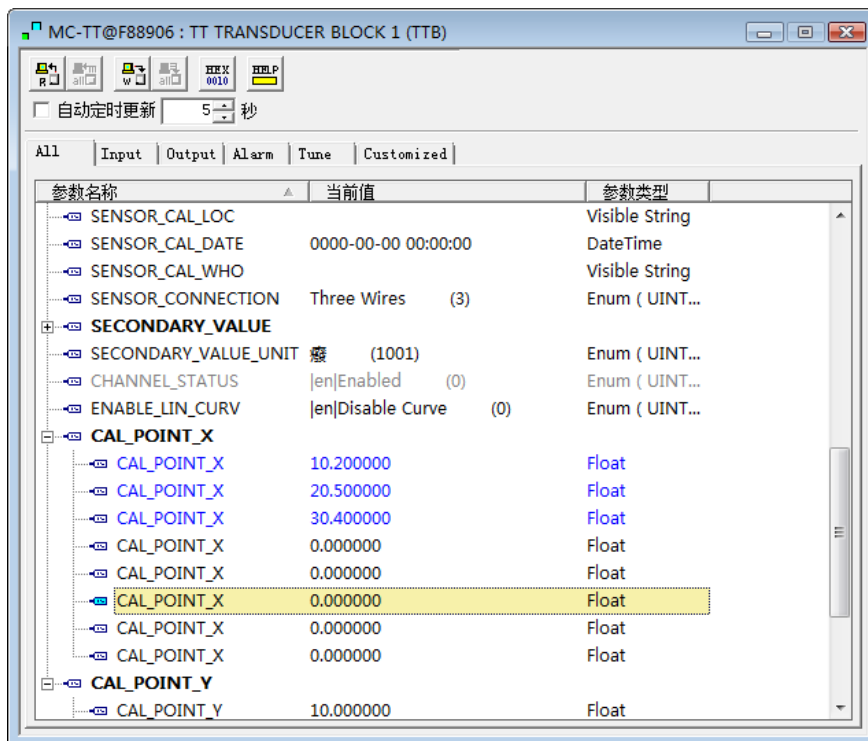 MC-TT@F88906 : TT TRANSDUCER BLOCK 1 (TTB)
R all W all HEX 0010 HELP
自动定时更新 5 秒
All Input Output Alarm Tune Customized
参数名称 当前值 参数类型
SENSOR_CAL_LOC Visible String
SENSOR_CAL_DATE 0000-00-00 00:00:00 DateTime
SENSOR_CAL_WHO Visible String
SENSOR_CONNECTION Three Wires (3) Enum ( UINT...
SECONDARY_VALUE
SECONDARY_VALUE_UNIT 癈 (1001) Enum ( UINT...
CHANNEL_STATUS |en|Enabled (0) Enum ( UINT...
ENABLE_LIN_CURV |en|Disable Curve (0) Enum ( UINT...
CAL_POINT_X
CAL_POINT_X 10.200000 Float
CAL_POINT_X 20.500000 Float
CAL_POINT_X 30.400000 Float
CAL_POINT_X 0.000000 Float
CAL_POINT_X 0.000000 Float
CAL_POINT_X 0.000000 Float
CAL_POINT_X 0.000000 Float
CAL_POINT_X 0.000000 Float
CAL_POINT_Y
CAL_POINT_Y 10.000000 Float